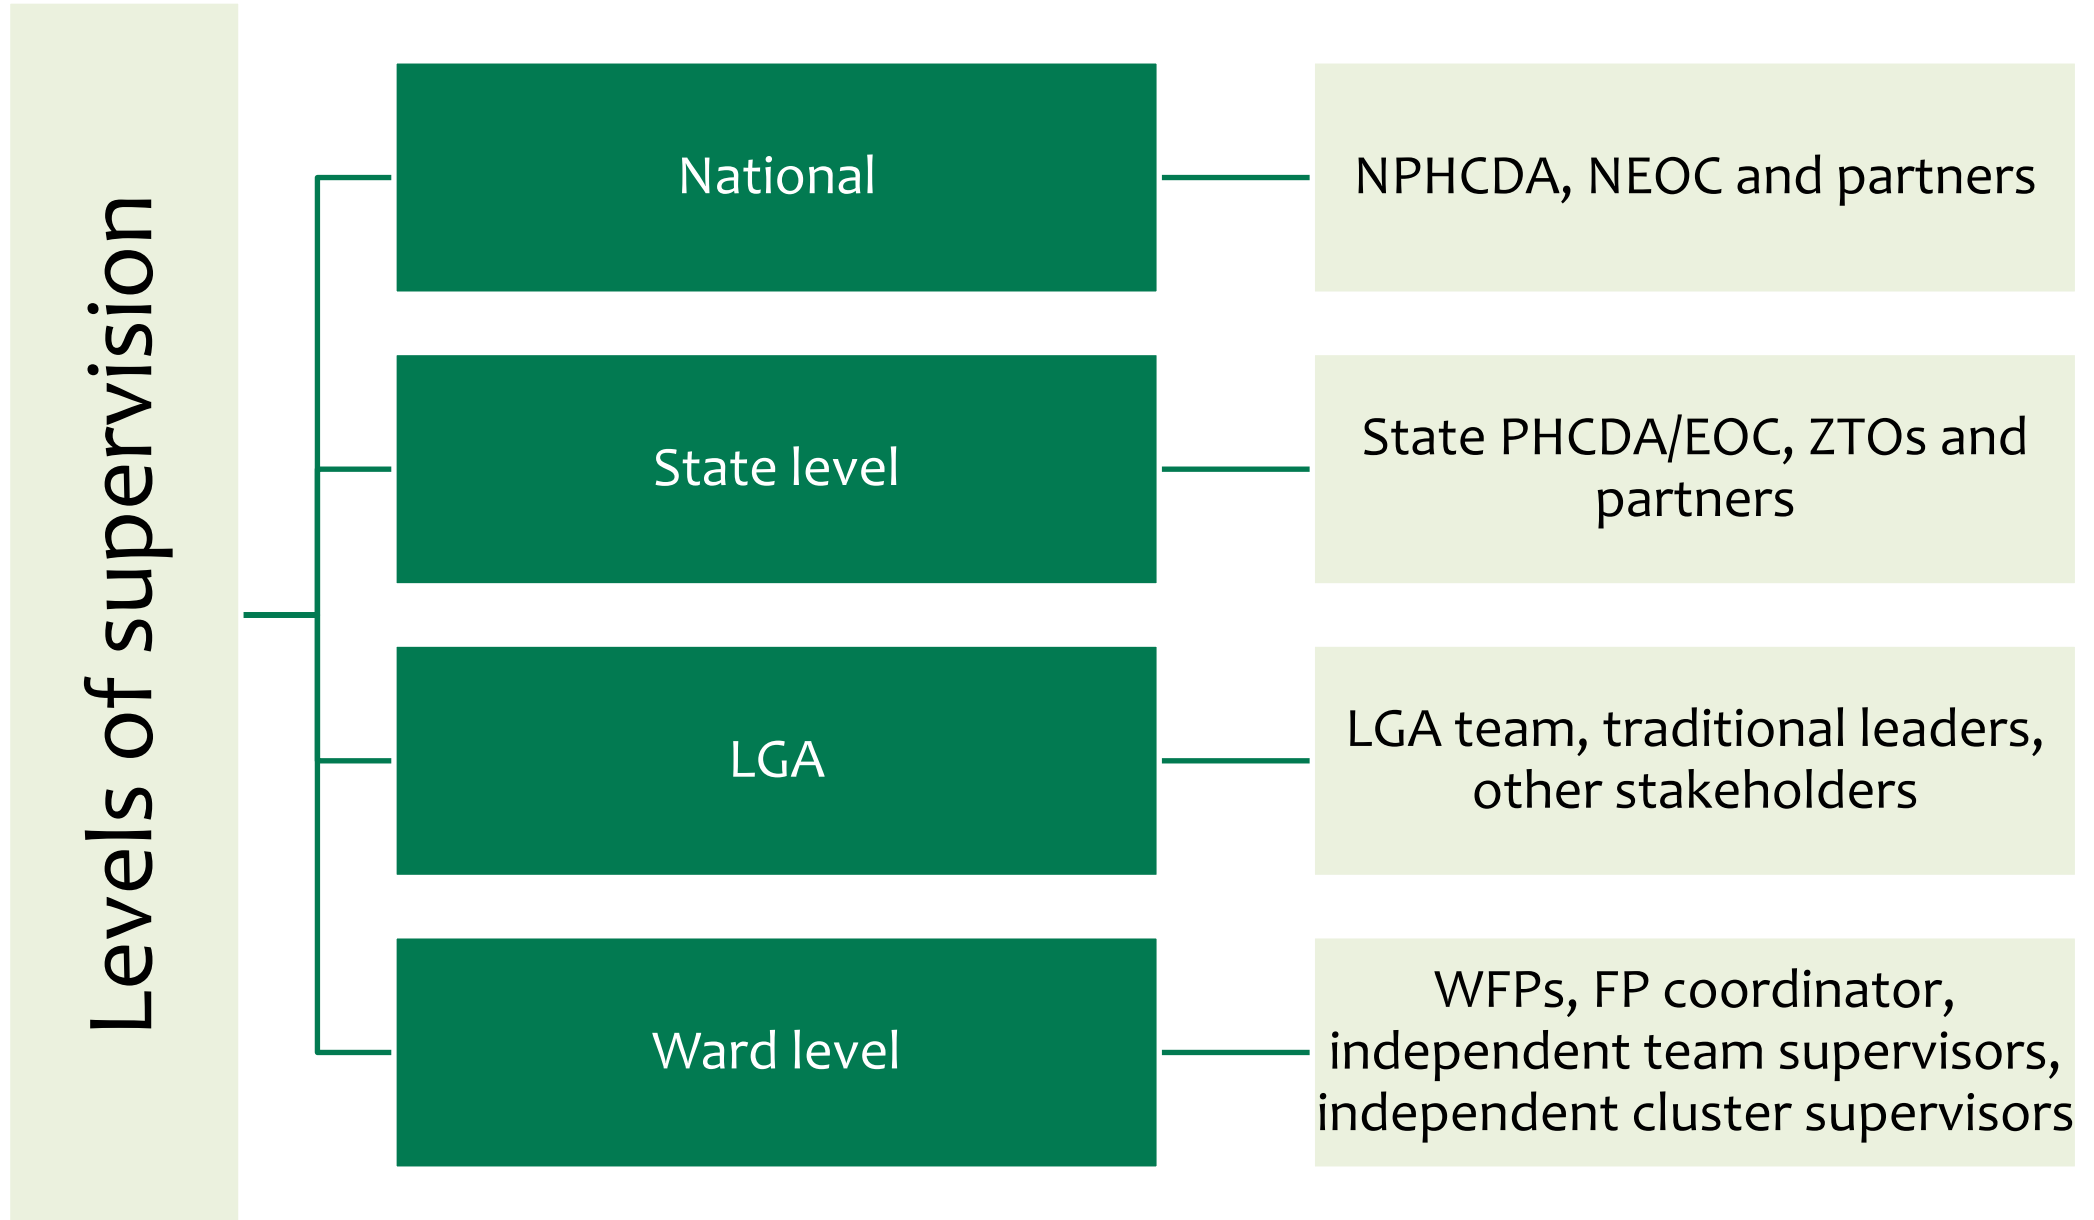 Levels of supervision
National
NPHCDA, NEOC and partners
State level
State PHCDA/EOC, ZTOs and
partners
LGA
LGA team, traditional leaders,
other stakeholders
Ward level
WFPs, FP coordinator,
independent team supervisors,
independent cluster supervisors